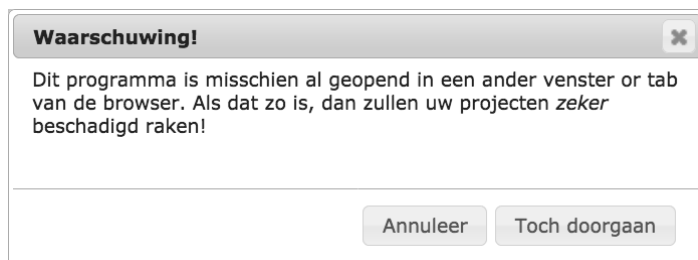 Waarschuwing!
Dit programma is misschien al geopend in een ander venster or tab
van de browser. Als dat zo is, dan zullen uw projecten zeker
beschadigd raken!
Annuleer Toch doorgaan